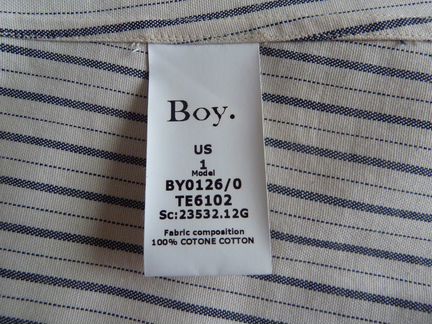 Boy.
US
1
Model
BY0126/0
TE6102
Sc:23532.12G
Fabric composition
100% COTONE COTTON